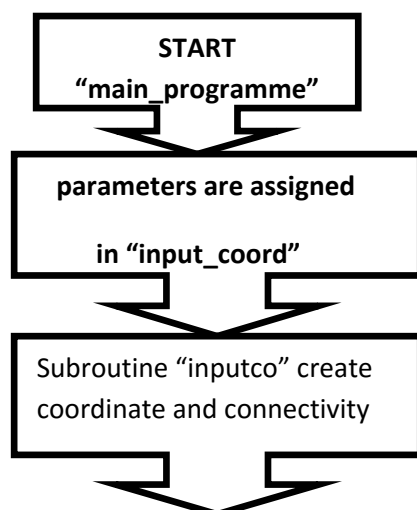 START
“main_programme”
parameters are assigned
in “input_coord”
Subroutine “inputco” create
coordinate and connectivity